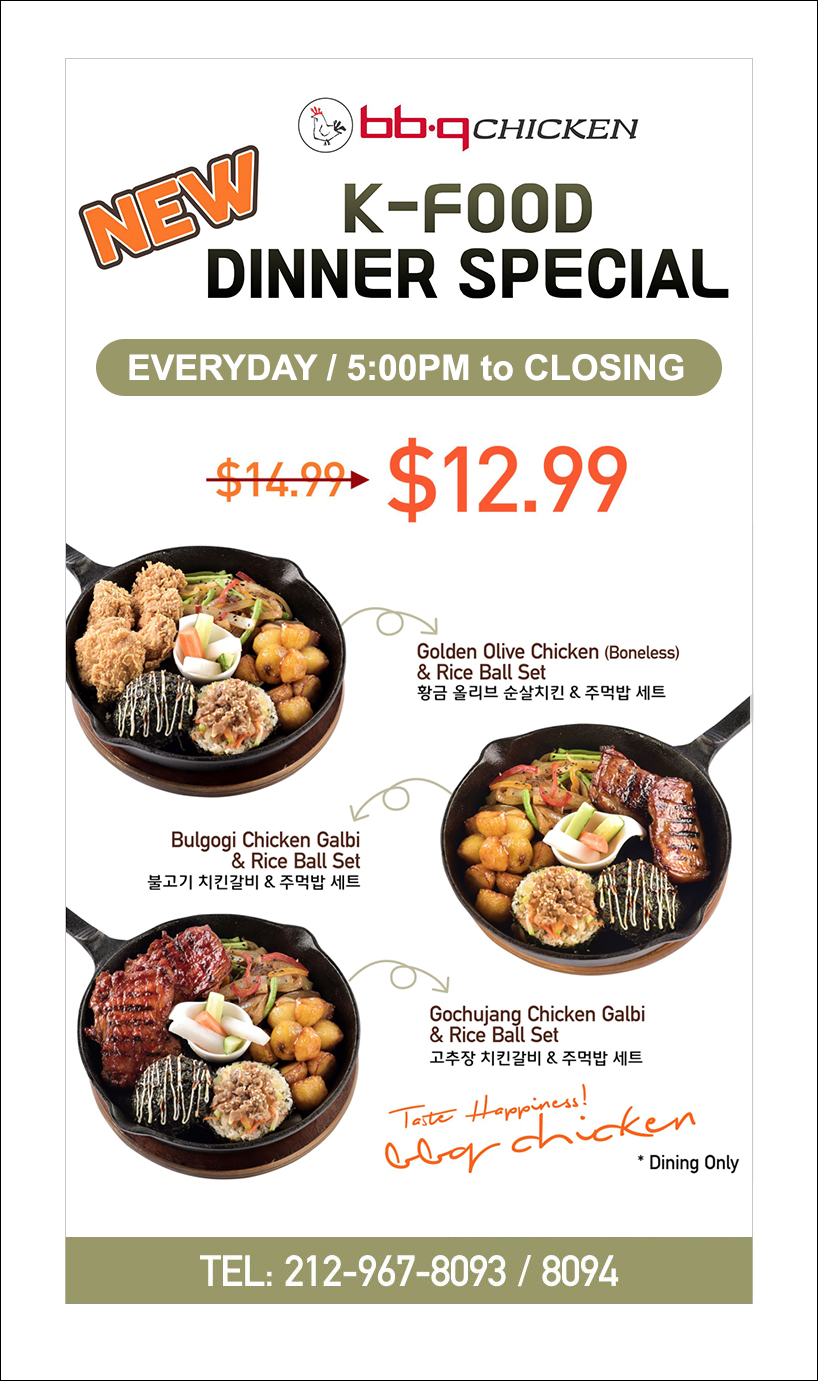 bb·q CHICKEN
NEW
K-FOOD
DINNER SPECIAL
EVERYDAY / 5:00PM to CLOSING
$14.99 $12.99
Golden Olive Chicken (Boneless)
& Rice Ball Set
황금 올리브 순살치킨 & 주먹밥 세트
Bulgogi Chicken Galbi
& Rice Ball Set
불고기 치킨갈비 & 주먹밥 세트
Gochujang Chicken Galbi
& Rice Ball Set
고추장 치킨갈비 & 주먹밥 세트
Taste Happiness!
bbq chicken
* Dining Only
TEL: 212-967-8093 / 8094